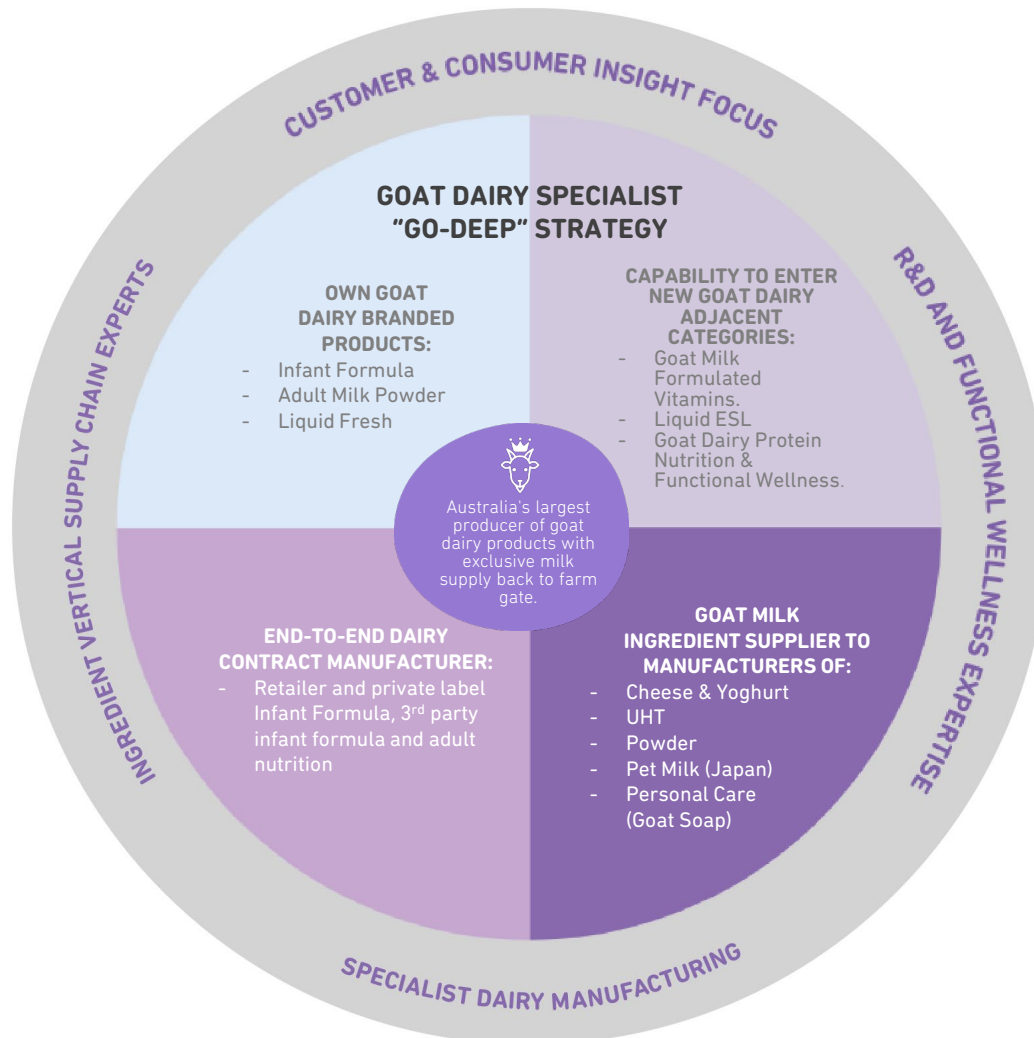 CUSTOMER & CONSUMER INSIGHT FOCUS
GOAT DAIRY SPECIALIST
"GO-DEEP" STRATEGY
OWN GOAT
DAIRY BRANDED
PRODUCTS:
- Infant Formula
- Adult Milk Powder
- Liquid Fresh
CAPABILITY TO ENTER
NEW GOAT DAIRY
ADJACENT
CATEGORIES:
- Goat Milk
Formulated
Vitamins.
- Liquid ESL
- Goat Dairy Protein
Nutrition &
Functional Wellness.
INGREDIENT VERTICAL SUPPLY CHAIN EXPERTS
R&D AND FUNCTIONAL WELLNESS EXPERTISE
Australia's largest
producer of goat
dairy products with
exclusive milk
supply back to farm
gate.
END-TO-END DAIRY
CONTRACT MANUFACTURER:
- Retailer and private label
Infant Formula, 3rd party
infant formula and adult
nutrition
GOAT MILK
INGREDIENT SUPPLIER TO
MANUFACTURERS OF:
- Cheese & Yoghurt
- UHT
- Powder
- Pet Milk (Japan)
- Personal Care
(Goat Soap)
SPECIALIST DAIRY MANUFACTURING